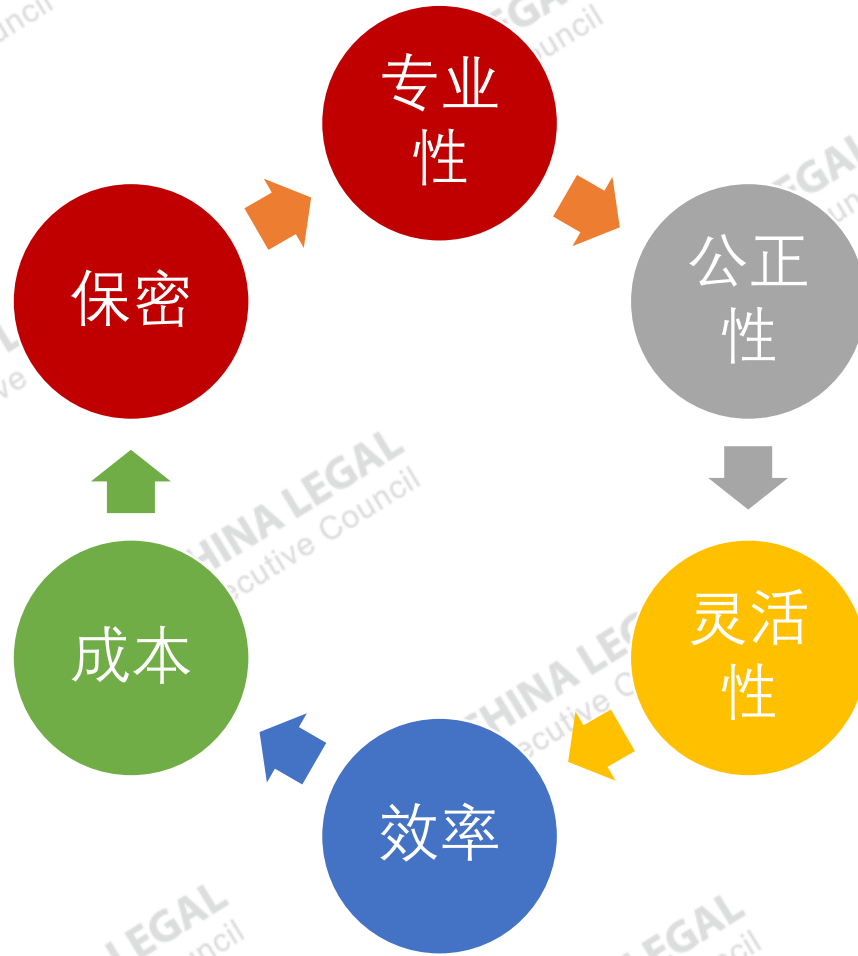 专业
性
公正
性
灵活
性
效率
成本
保密
CHINA LEGAL
Executive Council